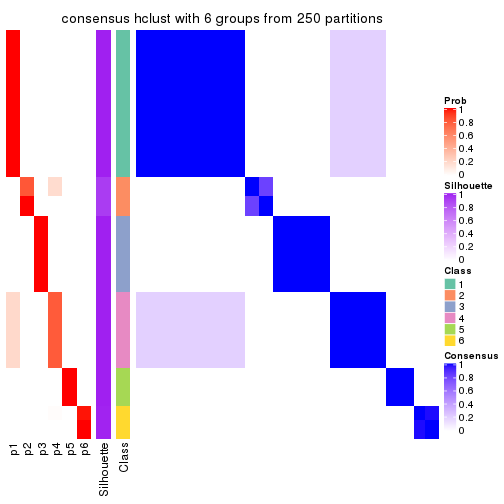 consensus hclust with 6 groups from 250 partitions
Prob
1
0.8
0.6
0.4
0.2
0
Silhouette
1
0.8
0.6
0.4
0.2
0
Class
1
2
3
4
5
6
Consensus
1
0.8
0.6
0.4
0.2
0
p1
p2
p3
p4
p5
p6
Silhouette
Class